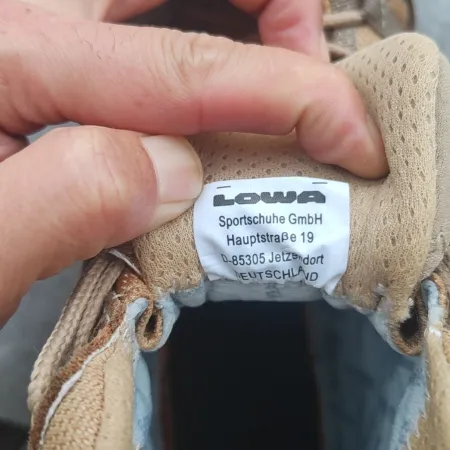 LOWA
Sportschuhe GmbH
Hauptstraße 19
D-85305 Jetzendorf
DEUTSCHLAND